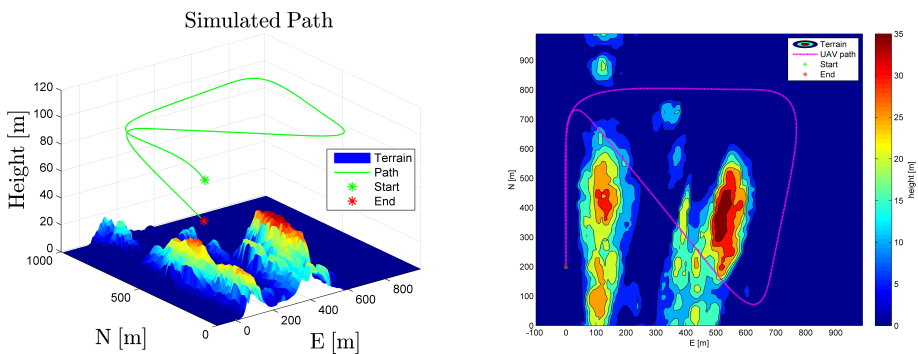 Simulated Path
Height [m]
120
100
80
60
40
20
0
1000
500
0
N [m]
0
200
400
600
800
E [m]
Terrain
Path
Start
End
900
800
700
600
500
400
300
200
100
0
N [m]
-100 0 100 200 300 400 500 600 700 800 900
E [m]
Terrain
UAV path
Start
End
35
30
25
20
15
10
5
0
height [m]